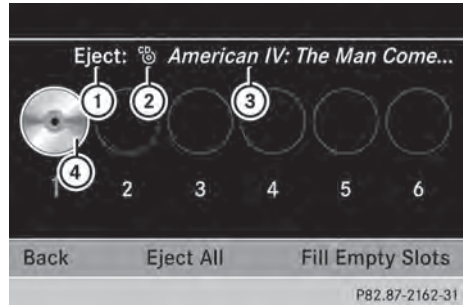 Eject: CD American IV: The Man Come...
1 2 3
4
1 2 3 4 5 6
Back Eject All Fill Empty Slots
P82.87-2162-31